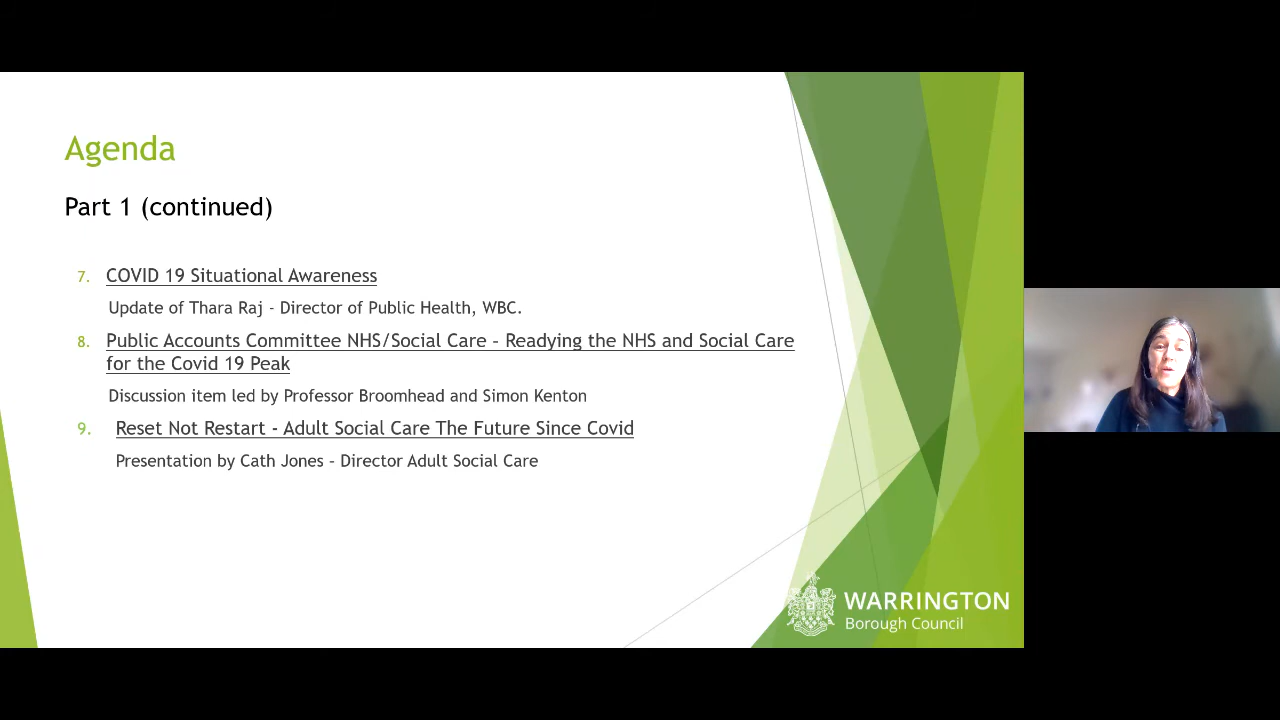 Agenda
Part 1 (continued)
7. COVID 19 Situational Awareness
Update of Thara Raj - Director of Public Health, WBC.
8. Public Accounts Committee NHS/Social Care – Readying the NHS and Social Care
for the Covid 19 Peak
Discussion item led by Professor Broomhead and Simon Kenton
9. Reset Not Restart - Adult Social Care The Future Since Covid
Presentation by Cath Jones – Director Adult Social Care
WARRINGTON
Borough Council